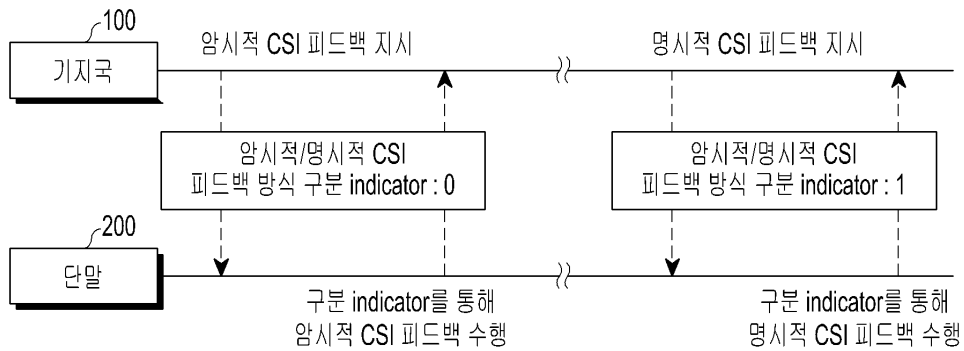 100
암시적 CSI 피드백 지시
명시적 CSI 피드백 지시
기지국
암시적/명시적 CSI
피드백 방식 구분 indicator : 0
암시적/명시적 CSI
피드백 방식 구분 indicator : 1
200
단말
구분 indicator를 통해
암시적 CSI 피드백 수행
구분 indicator를 통해
명시적 CSI 피드백 수행